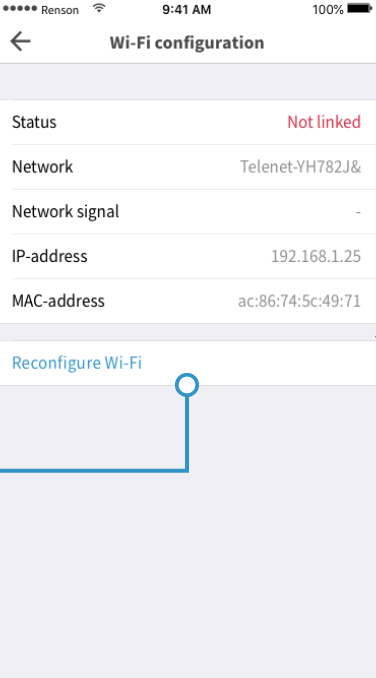 Renson 9:41 AM 100%
Wi-Fi configuration
Status Not linked
Network Telenet-YH782J&
Network signal -
IP-address 192.168.1.25
MAC-address ac:86:74:5c:49:71
Reconfigure Wi-Fi